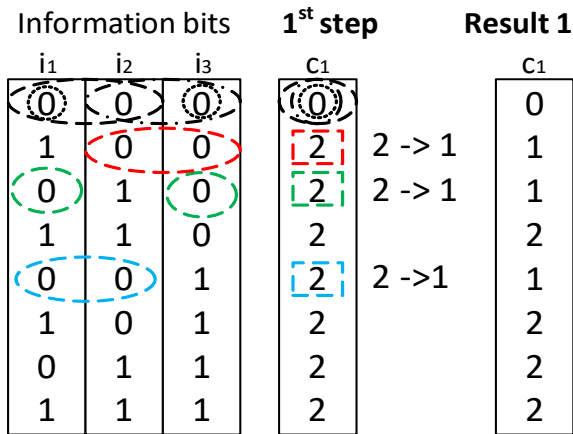 Information bits 1st step Result 1
i1 i2 i3 c1 c1
0 0 0 0 0
1 0 0 2 2 -> 1 1
0 1 0 2 2 -> 1 1
1 1 0 2 2
0 0 1 2 2 ->1 1
1 0 1 2 2
0 1 1 2 2
1 1 1 2 2